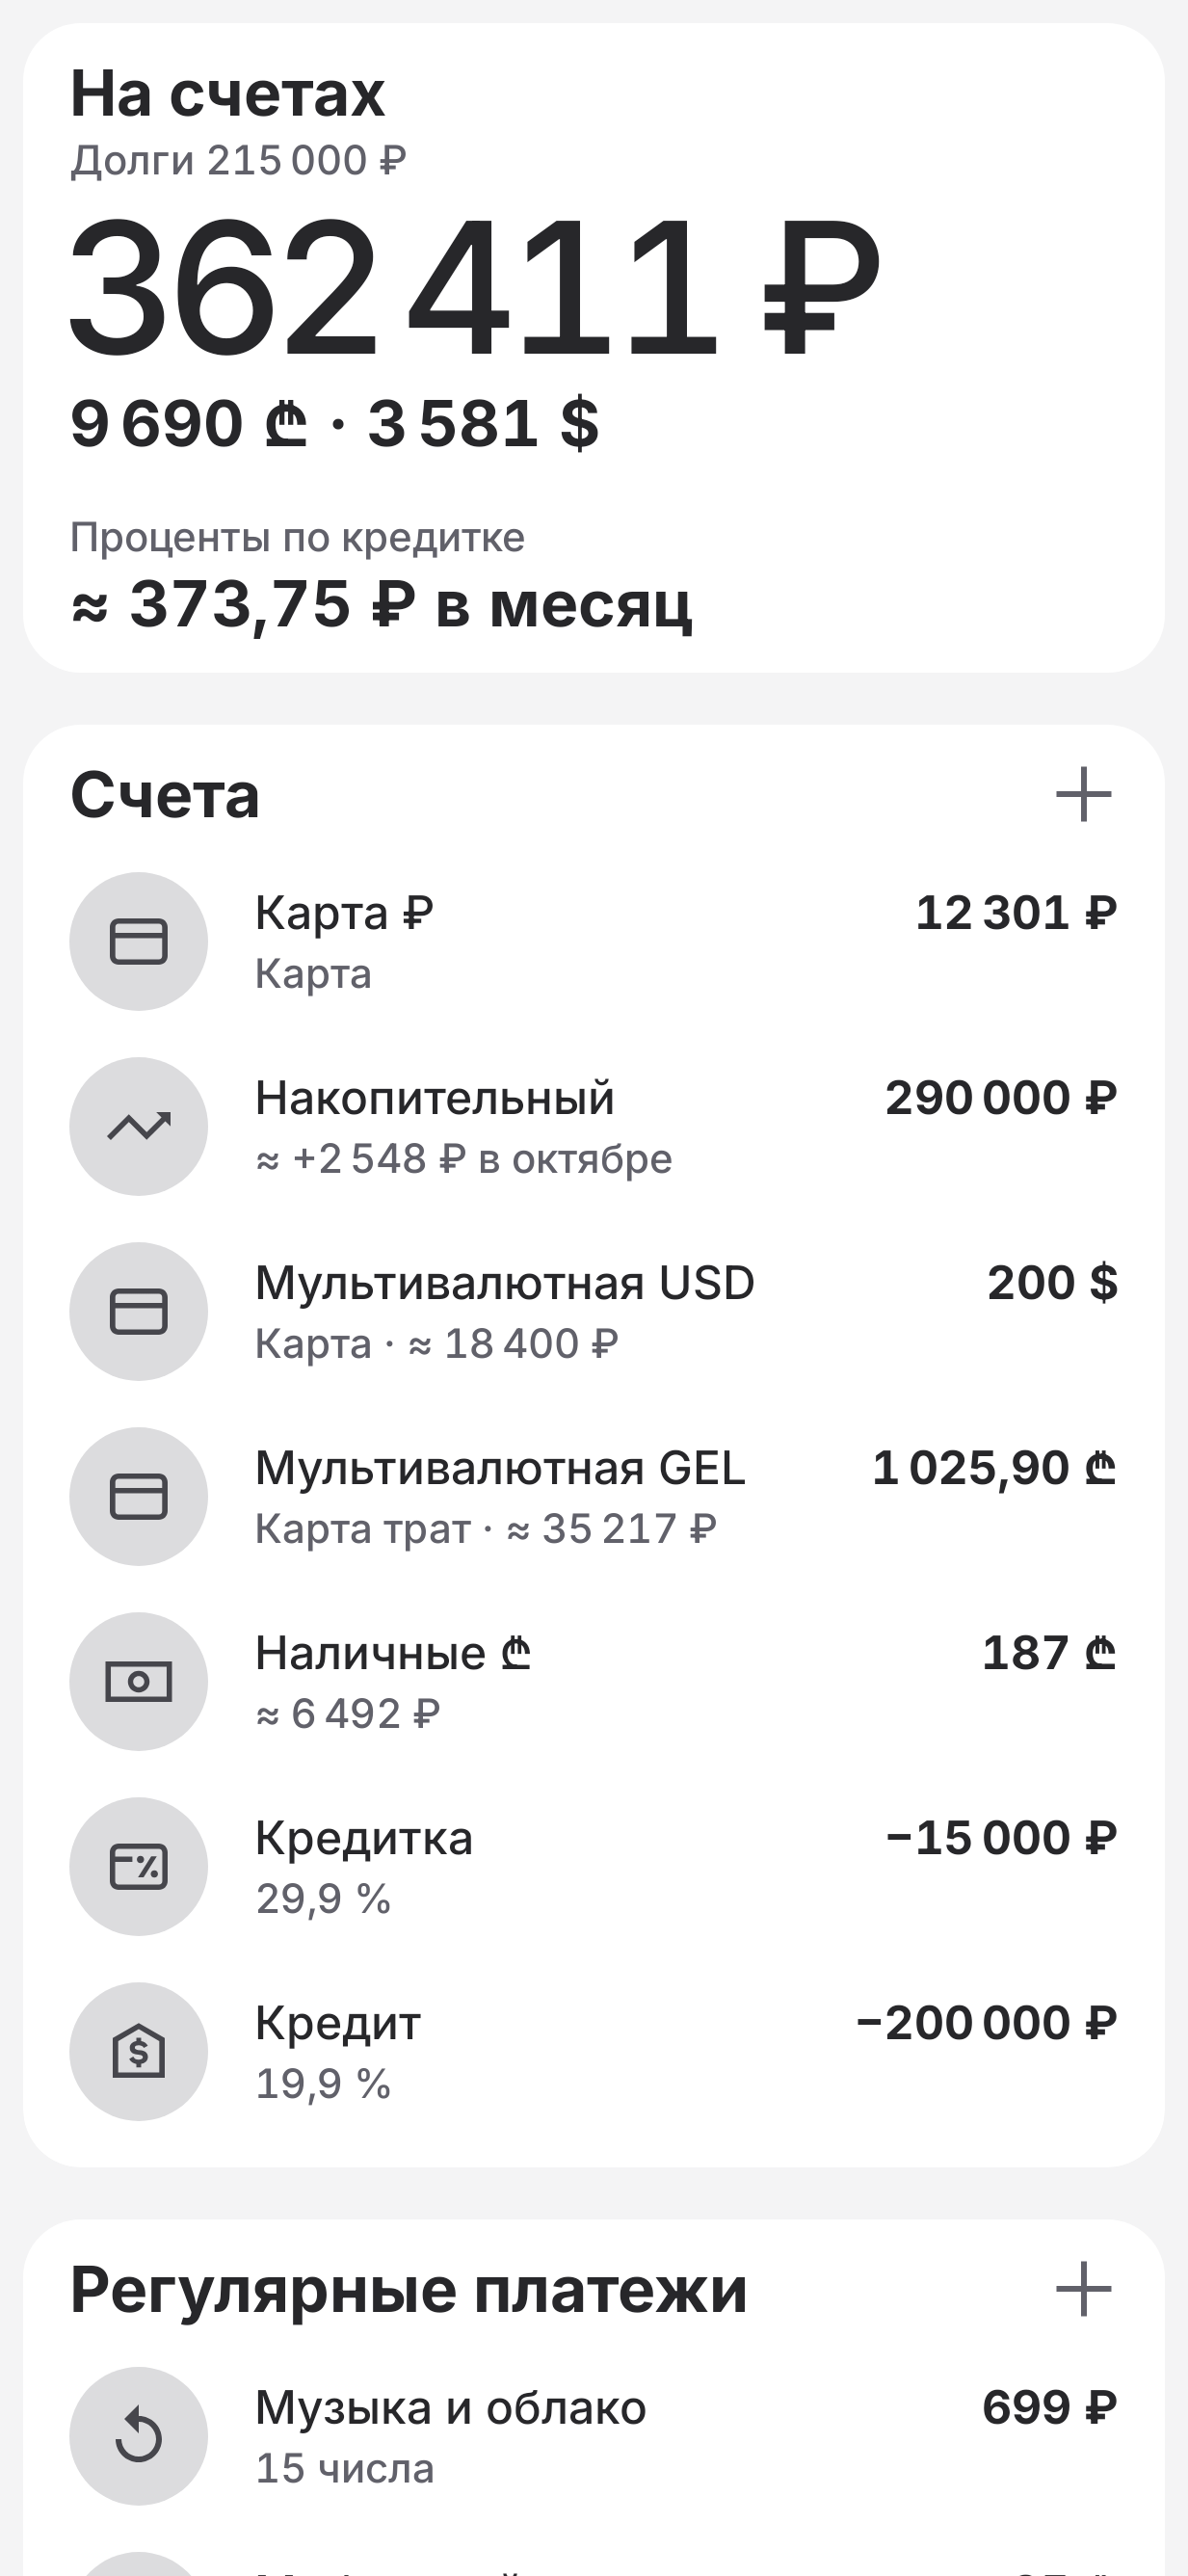 На счетах
Долги 215 000 ₽
362 411 ₽
9 690 ₾ · 3 581 $
Проценты по кредитке
≈ 373,75 ₽ в месяц
Счета
Карта ₽ 12 301 ₽
Карта
Накопительный 290 000 ₽
≈ +2 548 ₽ в октябре
Мультивалютная USD 200 $
Карта · ≈ 18 400 ₽
Мультивалютная GEL 1 025,90 ₾
Карта трат · ≈ 35 217 ₽
Наличные ₾ 187 ₾
≈ 6 492 ₽
Кредитка −15 000 ₽
29,9 %
Кредит −200 000 ₽
19,9 %
Регулярные платежи
Музыка и облако 699 ₽
15 числа